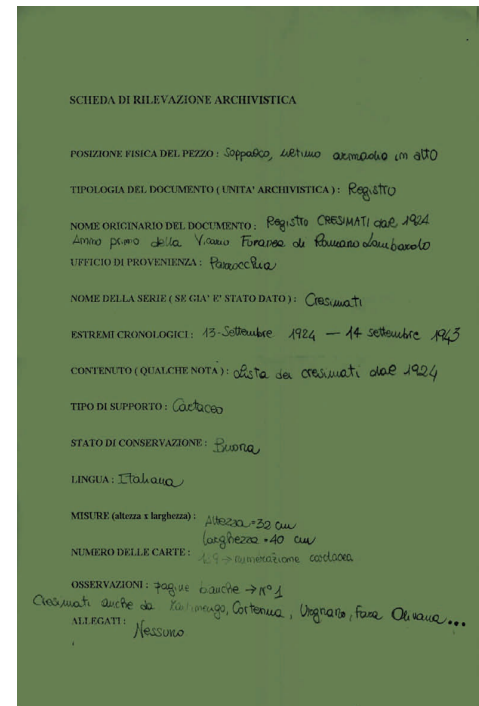 SCHEDA DI RILEVAZIONE ARCHIVISTICA
POSIZIONE FISICA DEL PEZZO : Soppalco, ultimo armadio in alto
TIPOLOGIA DEL DOCUMENTO ( UNITA' ARCHIVISTICA ) : Registro
NOME ORIGINARIO DEL DOCUMENTO : Registro CRESIMATI dal 1924
Anno primo della Vicaria Foranea di Romano Lombardo
UFFICIO DI PROVENIENZA : Parrocchia
NOME DELLA SERIE ( SE GIA' E' STATO DATO ) : Cresimati
ESTREMI CRONOLOGICI : 13 Settembre 1924 — 14 settembre 1943
CONTENUTO ( QUALCHE NOTA ) : Lista dei cresimati dal 1924
TIPO DI SUPPORTO : Cartaceo
STATO DI CONSERVAZIONE : Buona
LINGUA : Italiana
MISURE (altezza x larghezza) : Altezza = 32 cm
larghezza = 40 cm
NUMERO DELLE CARTE : 129 → numerazione
OSSERVAZIONI : pagine bianche → n° 1
Cresimati anche da Cortenuova, Urgnano, Fara Olivana...
ALLEGATI : Nessuno